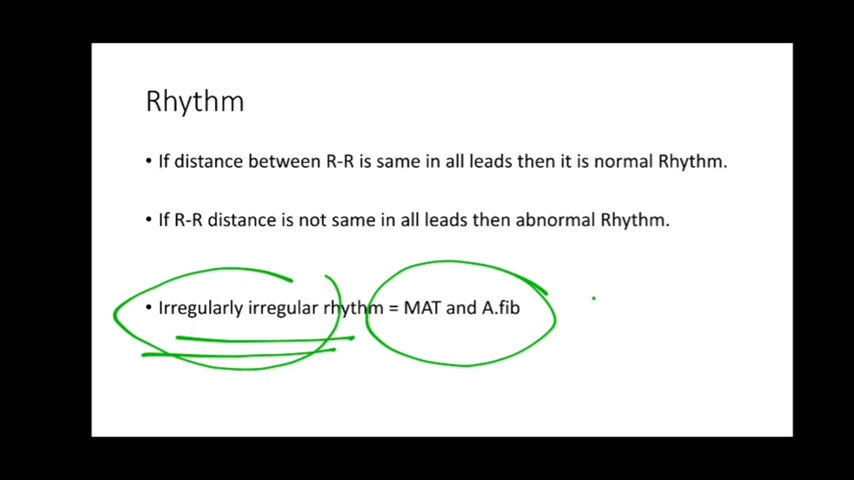 Rhythm
• If distance between R-R is same in all leads then it is normal Rhythm.
• If R-R distance is not same in all leads then abnormal Rhythm.
• Irregularly irregular rhythm = MAT and A.fib